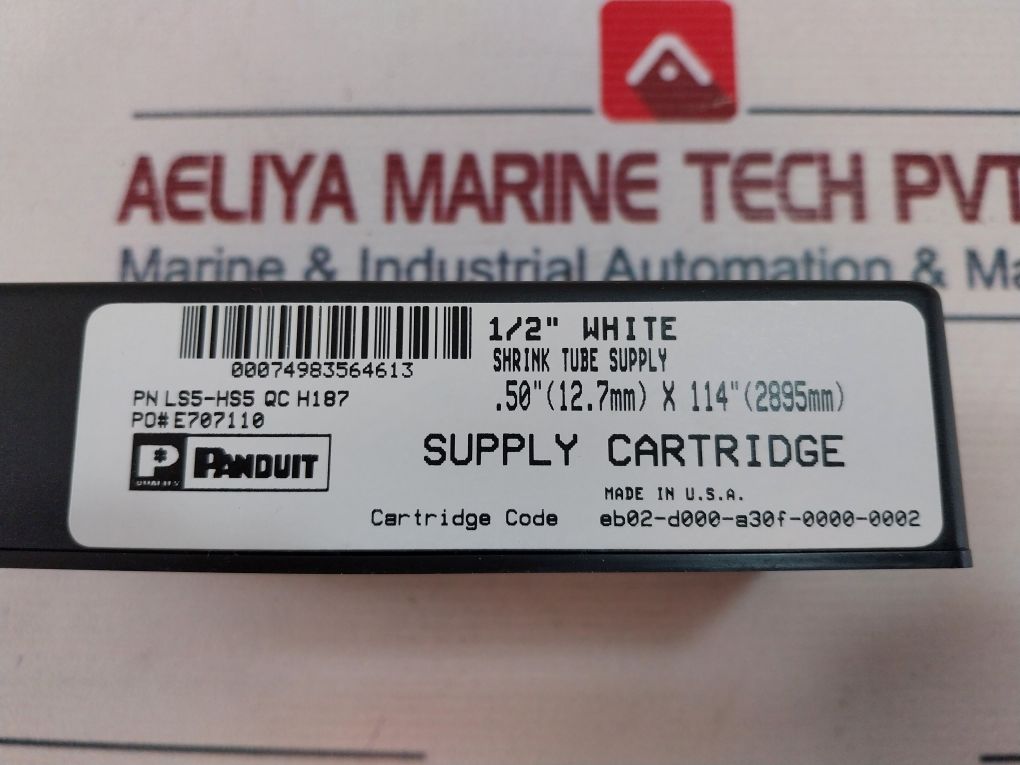 AELIYA MARINE TECH PVT
Marine & Industrial Automation & Ma
00074983564613
PN LS5-HS5 QC H187
PO# E707110
P PANDUIT
1/2" WHITE
SHRINK TUBE SUPPLY
.50"(12.7mm) X 114"(2895mm)
SUPPLY CARTRIDGE
MADE IN U.S.A.
Cartridge Code eb02-d000-a30f-0000-0002